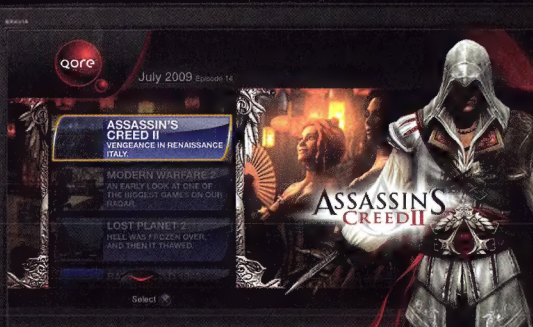 BRAVIA
qore
July 2009 Episode 14
ASSASSIN'S
CREED II
VENGEANCE IN RENAISSANCE
ITALY.
MODERN WARFARE 2
AN EARLY LOOK AT ONE OF
THE BIGGEST GAMES ON OUR
RADAR.
LOST PLANET 2
HELL WAS FROZEN OVER,
AND THEN IT THAWED.
Select
ASSASSIN'S
CREED II